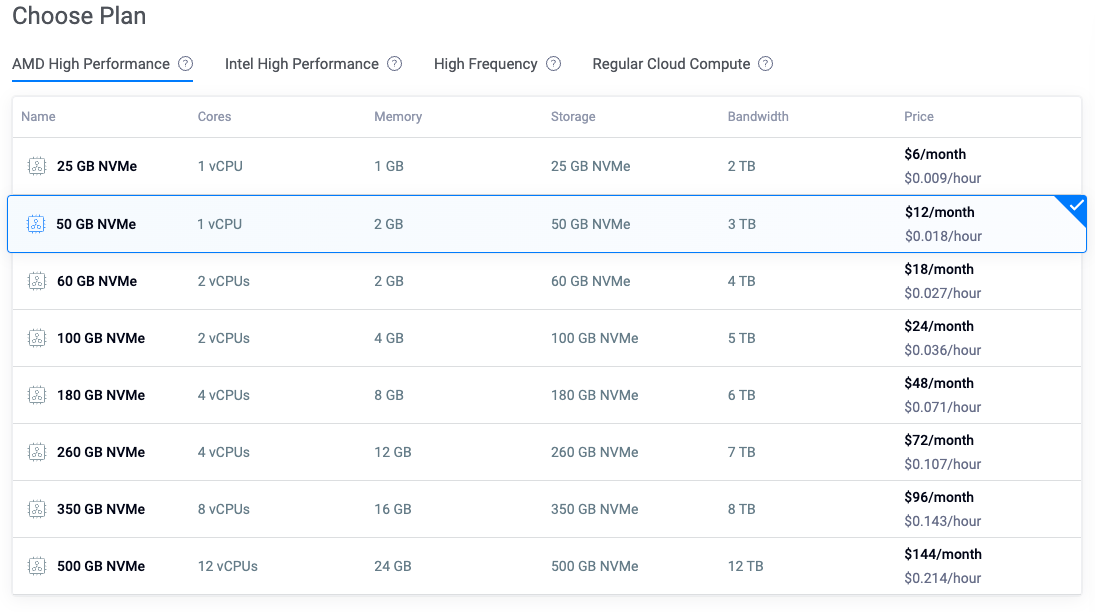 Choose Plan
AMD High Performance ? Intel High Performance ? High Frequency ? Regular Cloud Compute ?
Name Cores Memory Storage Bandwidth Price
25 GB NVMe 1 vCPU 1 GB 25 GB NVMe 2 TB $6/month
$0.009/hour
50 GB NVMe 1 vCPU 2 GB 50 GB NVMe 3 TB $12/month
$0.018/hour
60 GB NVMe 2 vCPUs 2 GB 60 GB NVMe 4 TB $18/month
$0.027/hour
100 GB NVMe 2 vCPUs 4 GB 100 GB NVMe 5 TB $24/month
$0.036/hour
180 GB NVMe 4 vCPUs 8 GB 180 GB NVMe 6 TB $48/month
$0.071/hour
260 GB NVMe 4 vCPUs 12 GB 260 GB NVMe 7 TB $72/month
$0.107/hour
350 GB NVMe 8 vCPUs 16 GB 350 GB NVMe 8 TB $96/month
$0.143/hour
500 GB NVMe 12 vCPUs 24 GB 500 GB NVMe 12 TB $144/month
$0.214/hour